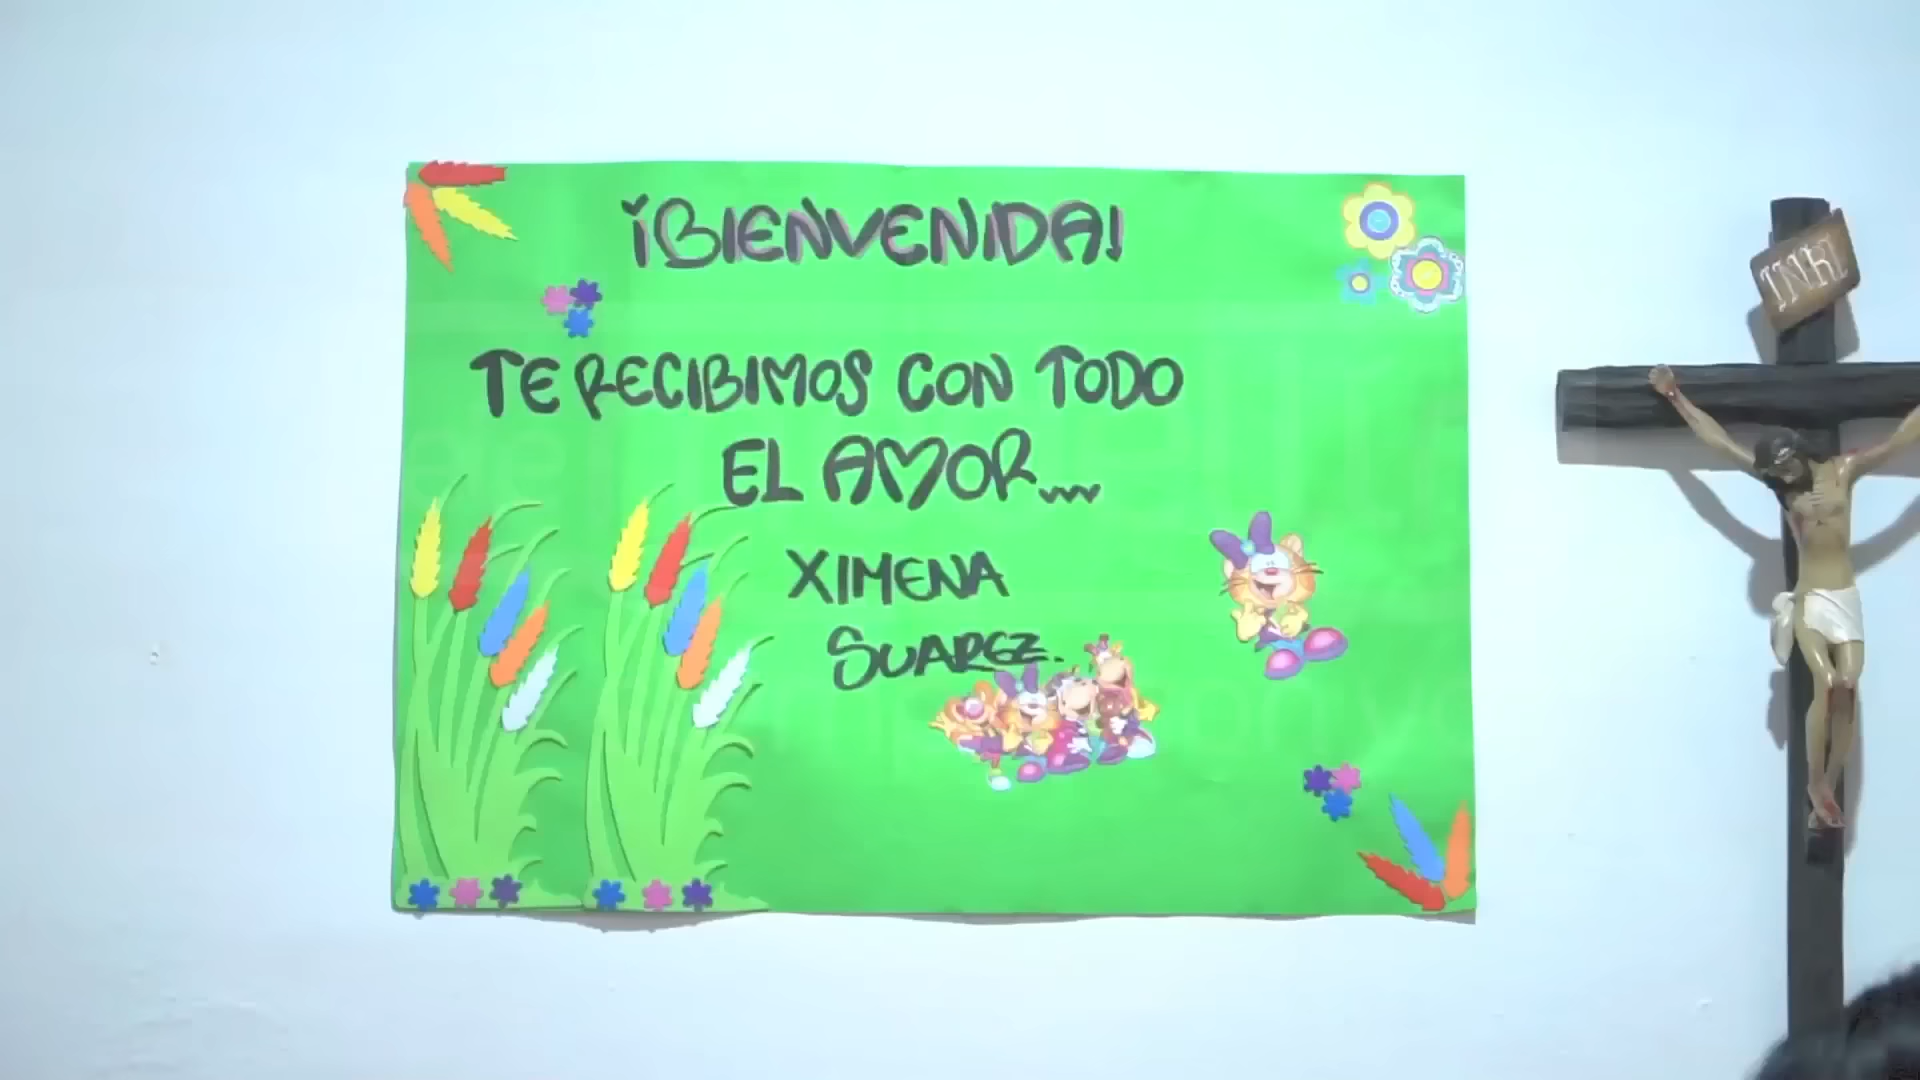 ¡BIENVENIDA!
TE RECIBIMOS CON TODO
EL AMOR...
XIMENA
SUAREZ.
INRI